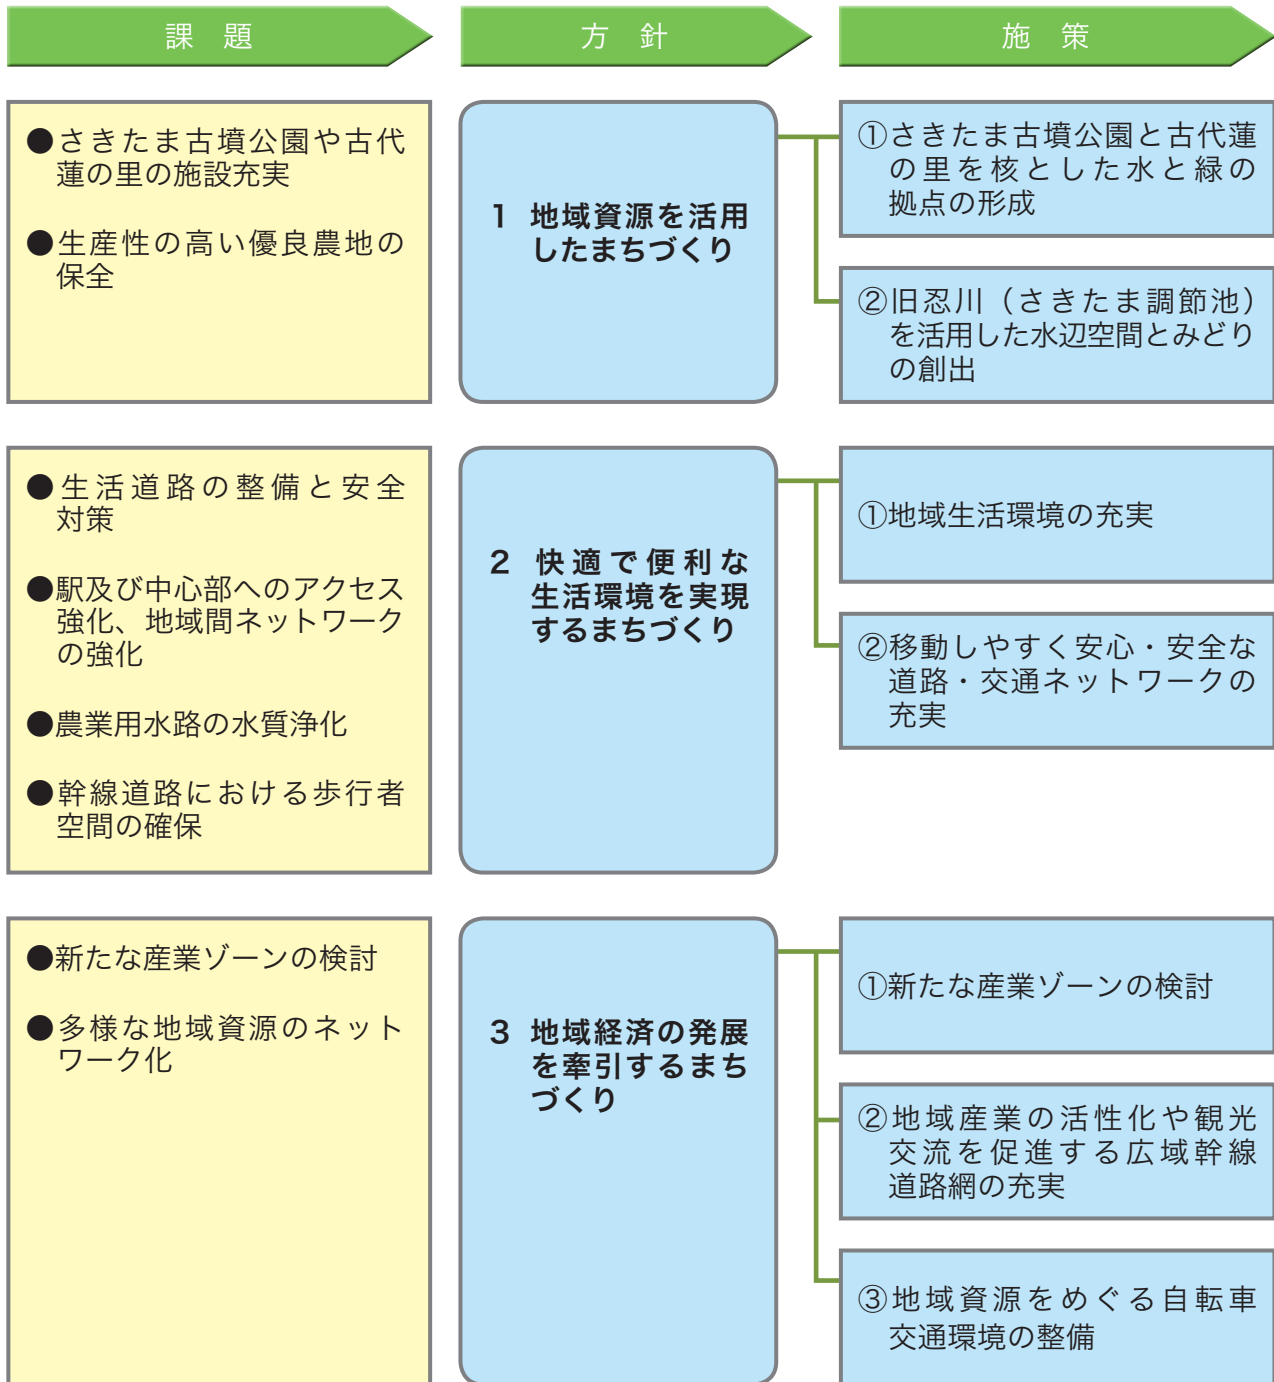 課 題
方 針
施 策
●さきたま古墳公園や古代
蓮の里の施設充実
●生産性の高い優良農地の
保全
1 地域資源を活用
したまちづくり
①さきたま古墳公園と古代蓮
の里を核とした水と緑の
拠点の形成
②旧忍川（さきたま調節池）
を活用した水辺空間とみどり
の創出
●生活道路の整備と安全
対策
●駅及び中心部へのアクセス
強化、地域間ネットワーク
の強化
●農業用水路の水質浄化
●幹線道路における歩行者
空間の確保
2 快適で便利な
生活環境を実現
するまちづくり
①地域生活環境の充実
②移動しやすく安心・安全な
道路・交通ネットワークの
充実
●新たな産業ゾーンの検討
●多様な地域資源のネット
ワーク化
3 地域経済の発展
を牽引するまち
づくり
①新たな産業ゾーンの検討
②地域産業の活性化や観光
交流を促進する広域幹線
道路網の充実
③地域資源をめぐる自転車
交通環境の整備